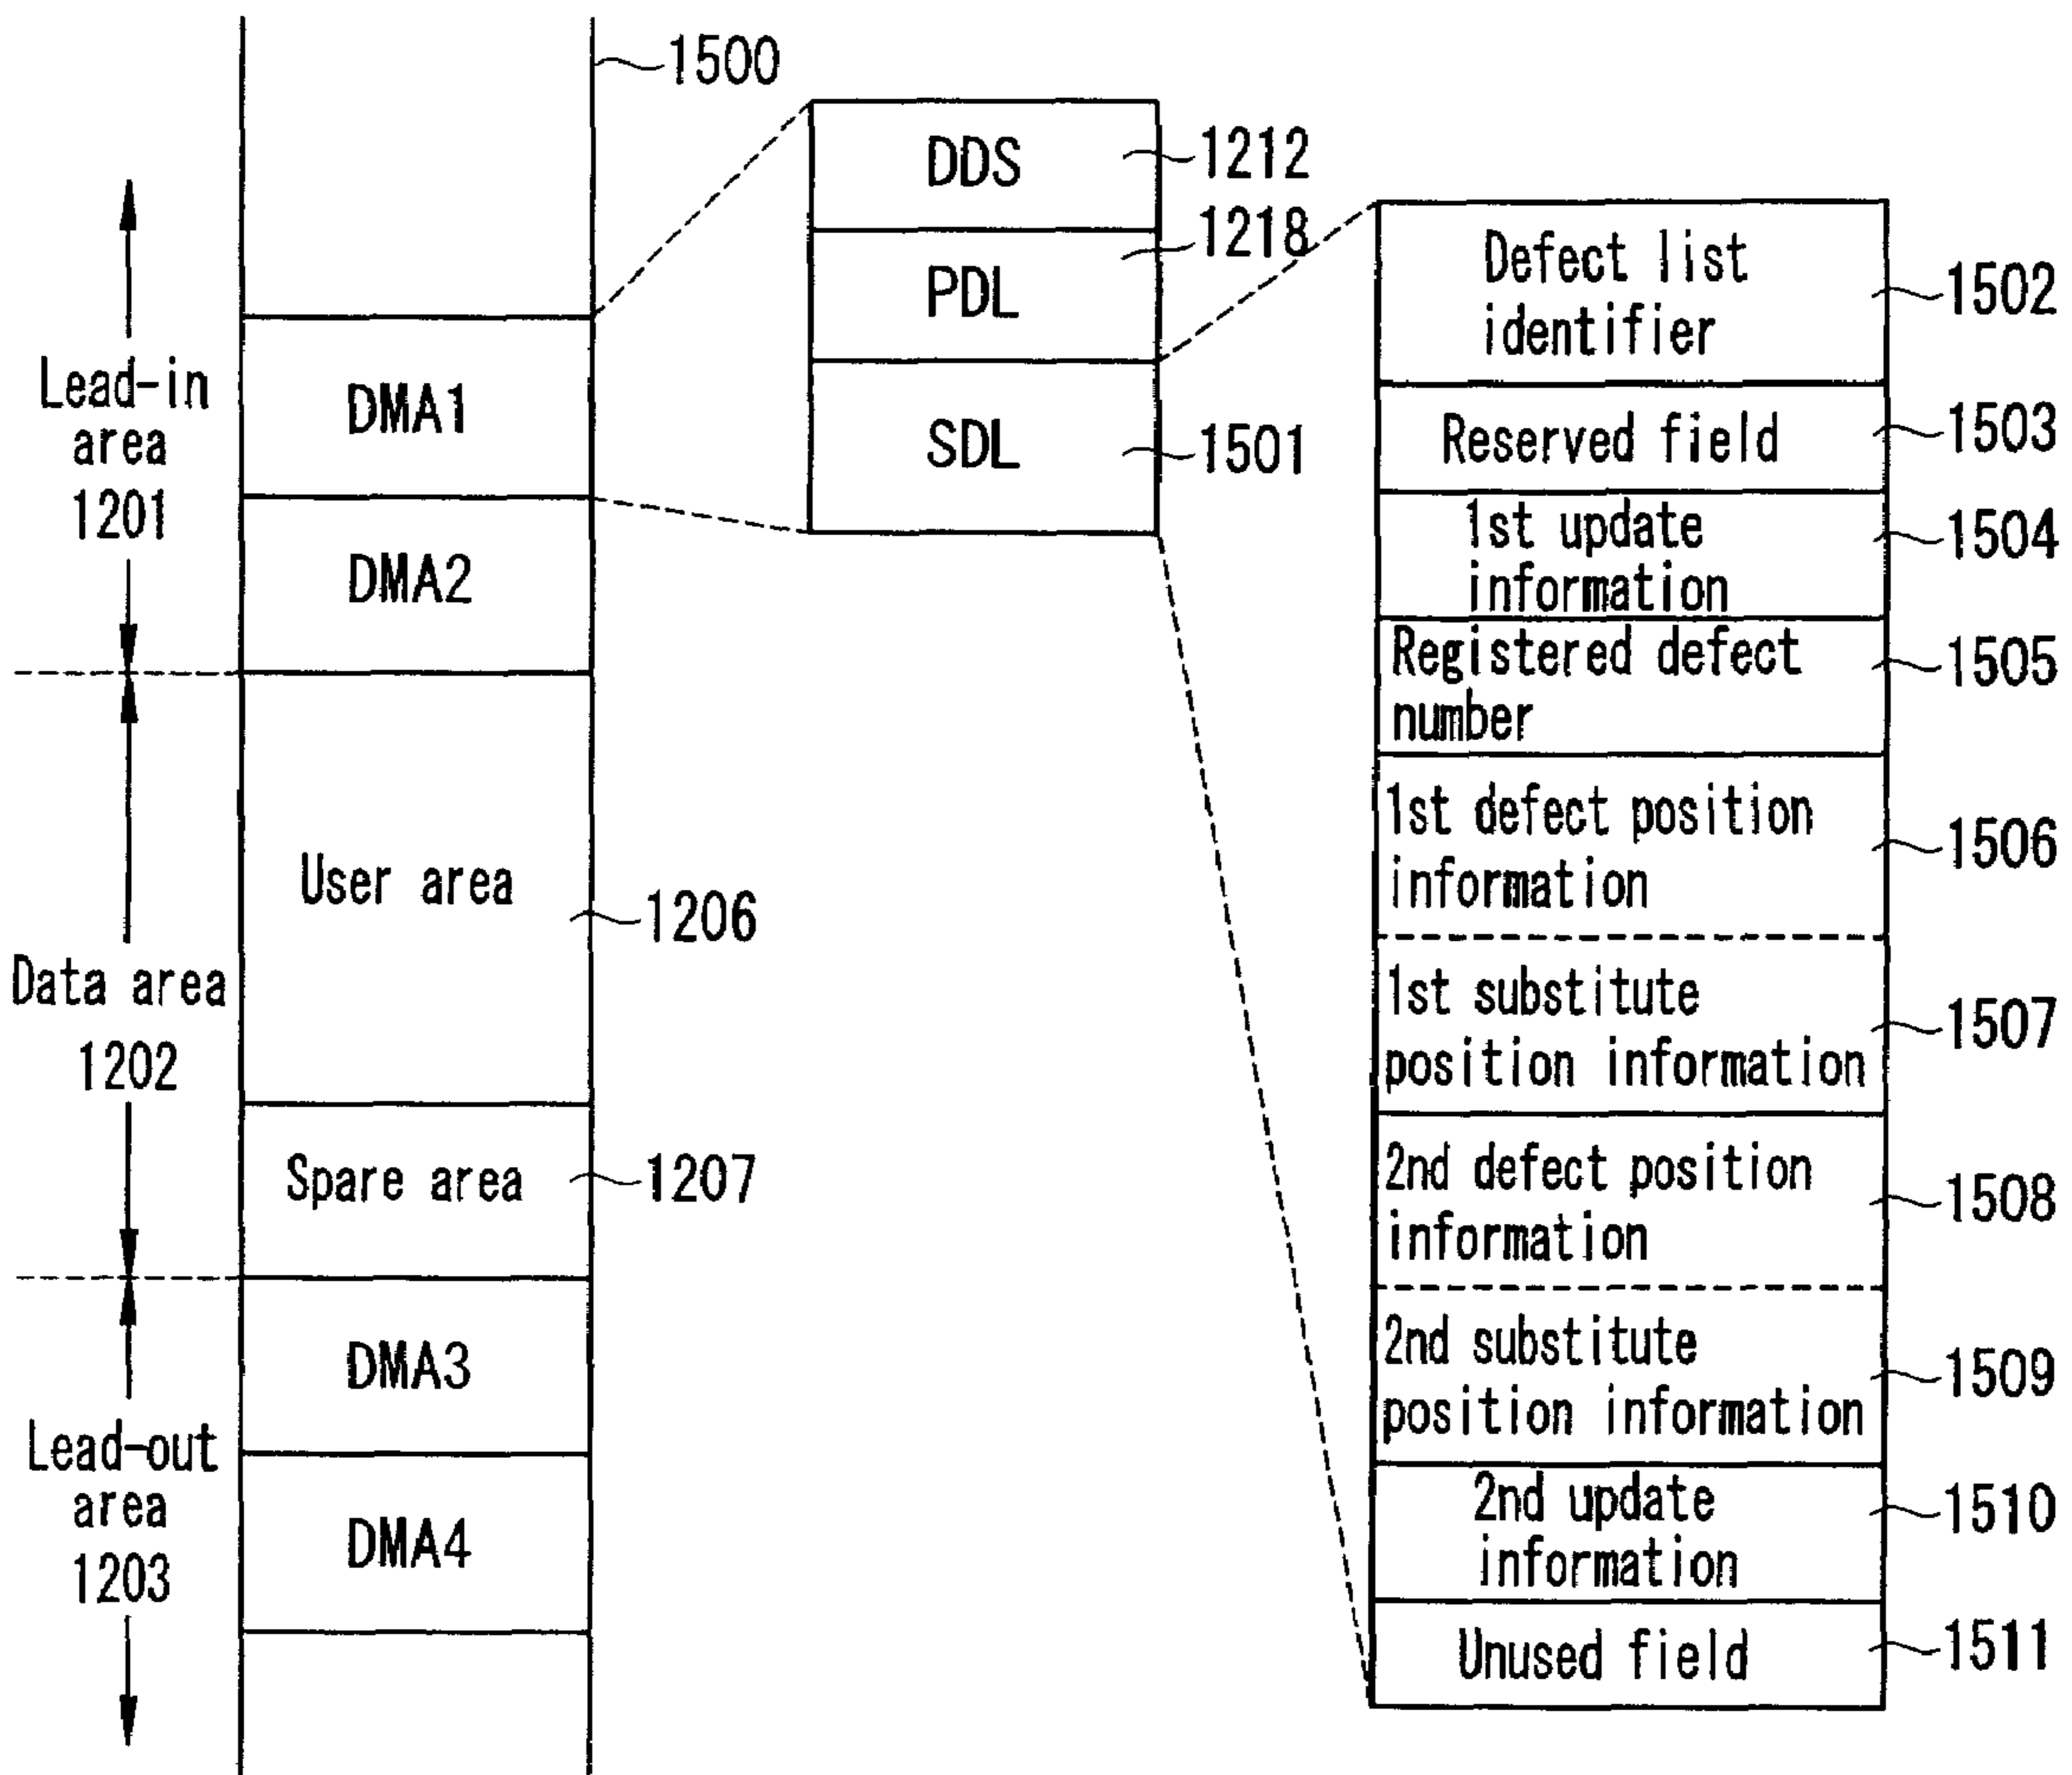 1500
Lead-in
area
1201
Data area
1202
Lead-out
area
1203
DMA1
DMA2
User area
1206
Spare area
1207
DMA3
DMA4
DDS
1212
PDL
1218
SDL
1501
Defect list
identifier
1502
Reserved field
1503
1st update
information
1504
Registered defect
number
1505
1st defect position
information
1506
1st substitute
position information
1507
2nd defect position
information
1508
2nd substitute
position information
1509
2nd update
information
1510
Unused field
1511